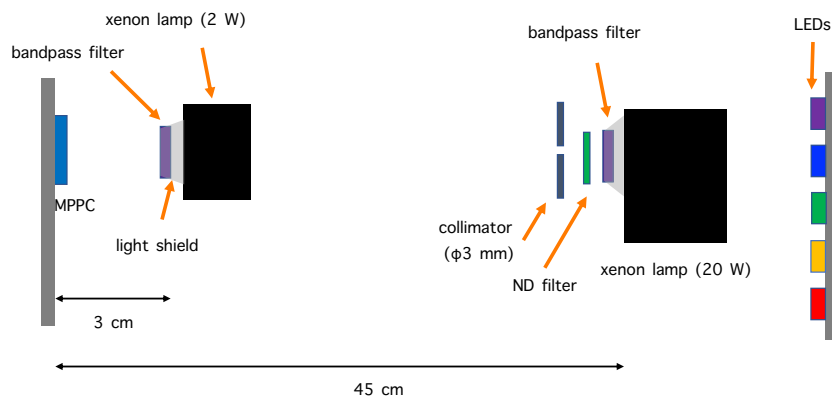 xenon lamp (2 W)
bandpass filter
LEDs
bandpass filter
MPPC
light shield
collimator
(φ3 mm)
ND filter
xenon lamp (20 W)
3 cm
45 cm